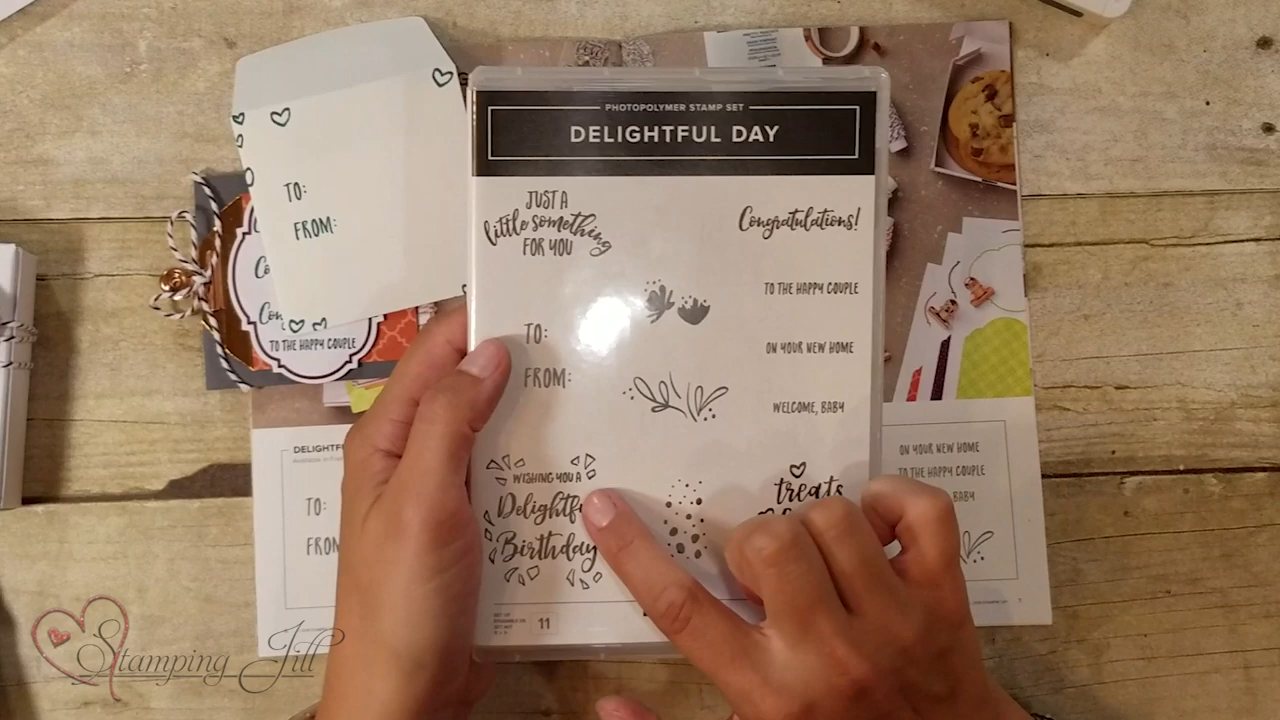 PHOTOPOLYMER STAMP SET
DELIGHTFUL DAY
JUST A
little something
FOR YOU
Congratulations!
TO THE HAPPY COUPLE
TO:
ON YOUR NEW HOME
FROM:
WELCOME, BABY
WISHING YOU A
Birthday
treats
11
TO:
FROM:
TO THE HAPPY COUPLE
TO:
ON YOUR NEW HOME
TO THE HAPPY COUPLE
BABY
Stamping Jill